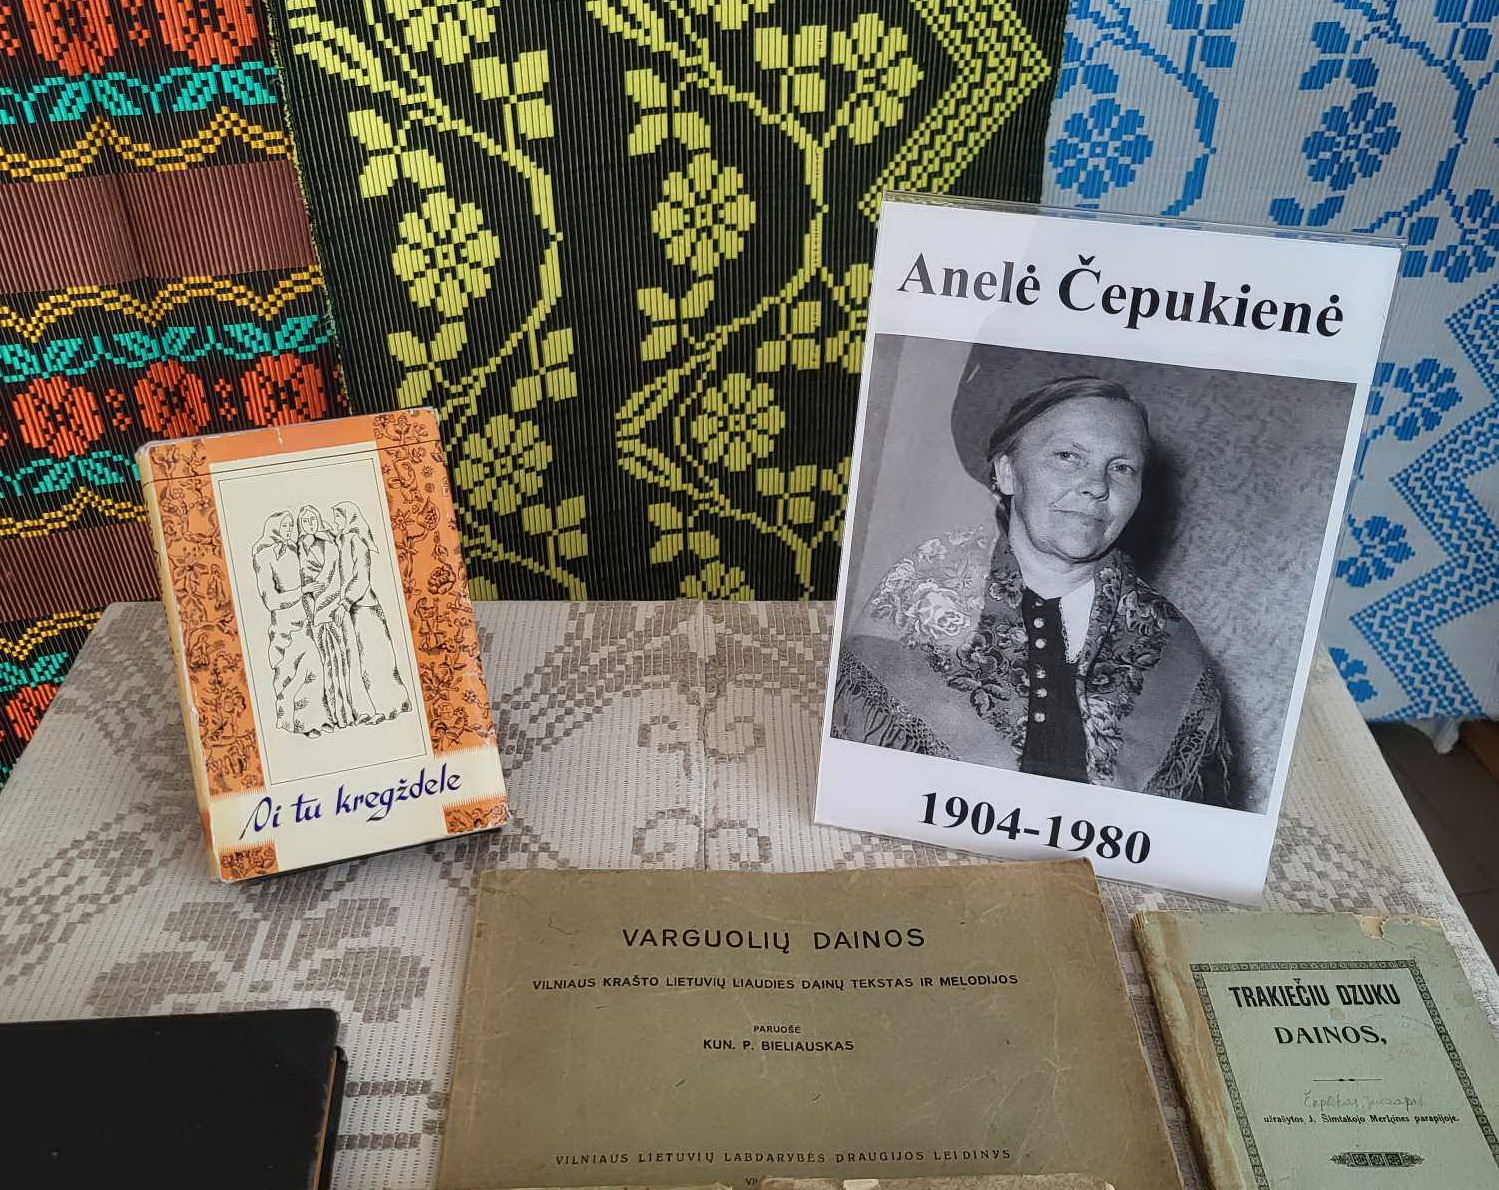 Anelė Čepukienė
1904-1980
Oi tu kregždele
VARGUOLIŲ DAINOS
VILNIAUS KRAŠTO LIETUVIŲ LIAUDIES DAINŲ TEKSTAS IR MELODIJOS
PARUOŠĖ
KUN. P. BIELIAUSKAS
VILNIAUS LIETUVIŲ LABDARYBĖS DRAUGIJOS LEIDINYS
TRAKIEČIU DZUKU
DAINOS,
užrašytos J. Šimtakojo Merkinės parapijoje.